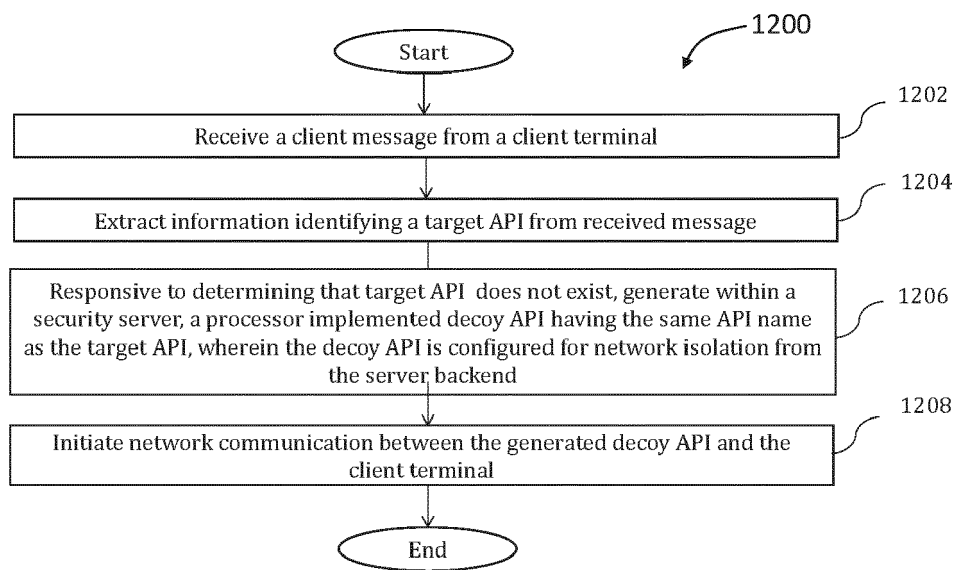 1200
Start
1202
Receive a client message from a client terminal
1204
Extract information identifying a target API from received message
1206
Responsive to determining that target API does not exist, generate within a
security server, a processor implemented decoy API having the same API name
as the target API, wherein the decoy API is configured for network isolation from
the server backend
1208
Initiate network communication between the generated decoy API and the
client terminal
End